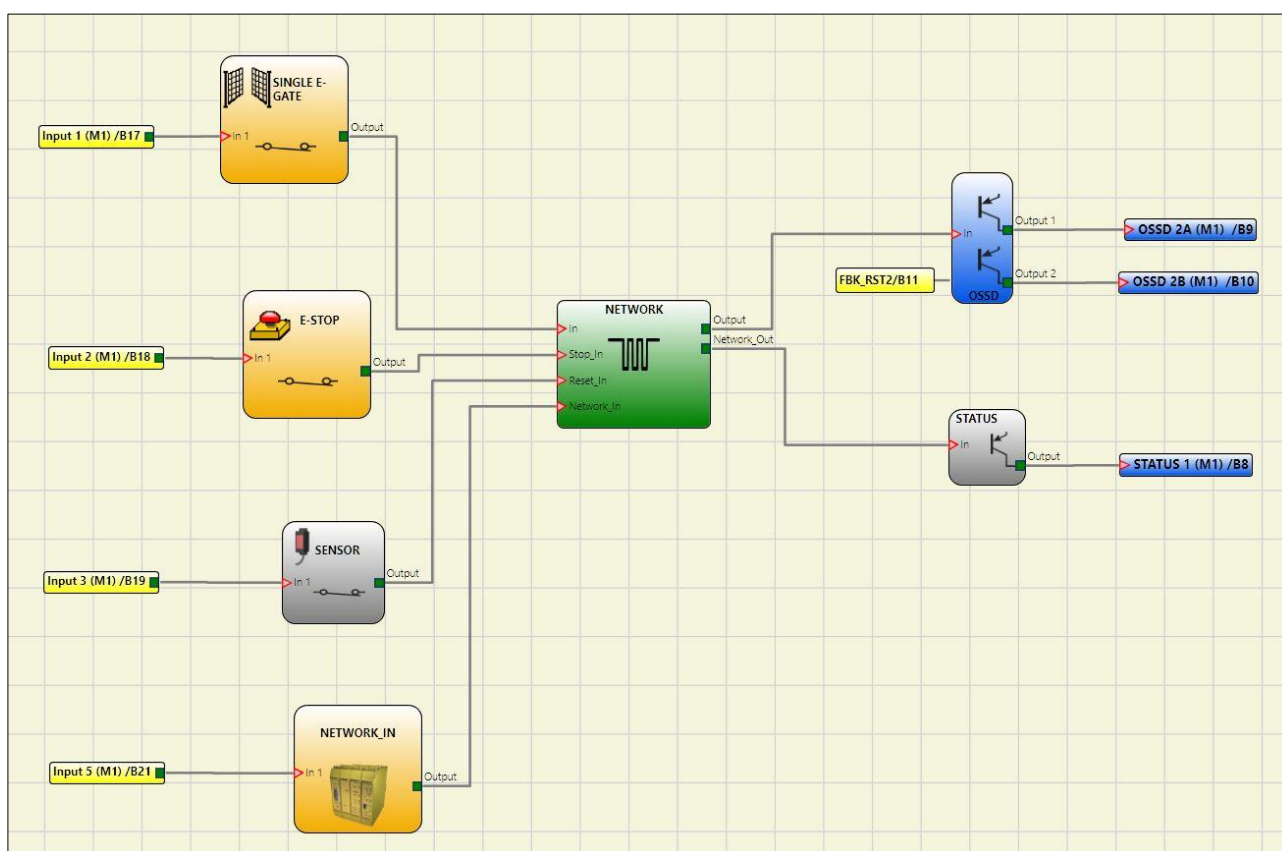 SINGLE E-
GATE
Input 1 (M1) /B17
In 1
Output
E-STOP
Input 2 (M1) /B18
In 1
Output
SENSOR
Input 3 (M1) /B19
In 1
Output
NETWORK_IN
Input 5 (M1) /B21
In 1
Output
NETWORK
In
Stop_In
Reset_In
Network_In
Output
Network_Out
In
FBK_RST2/B11
OSSD
Output 1
Output 2
OSSD 2A (M1) /B9
OSSD 2B (M1) /B10
STATUS
In
Output
STATUS 1 (M1) /B8